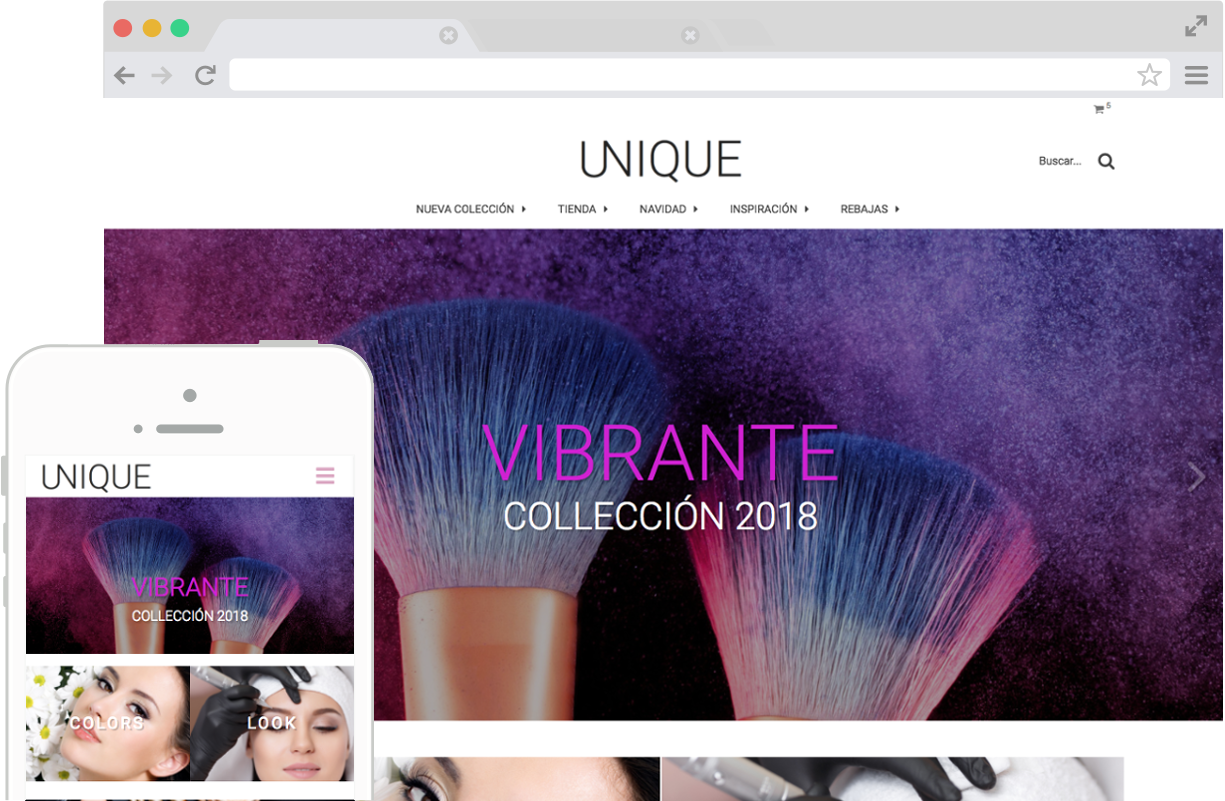 5
UNIQUE
Buscar...
NUEVA COLECCIÓN TIENDA NAVIDAD INSPIRACIÓN REBAJAS
VIBRANTE
COLLECCIÓN 2018
UNIQUE
VIBRANTE
COLLECCIÓN 2018
COLORS LOOK